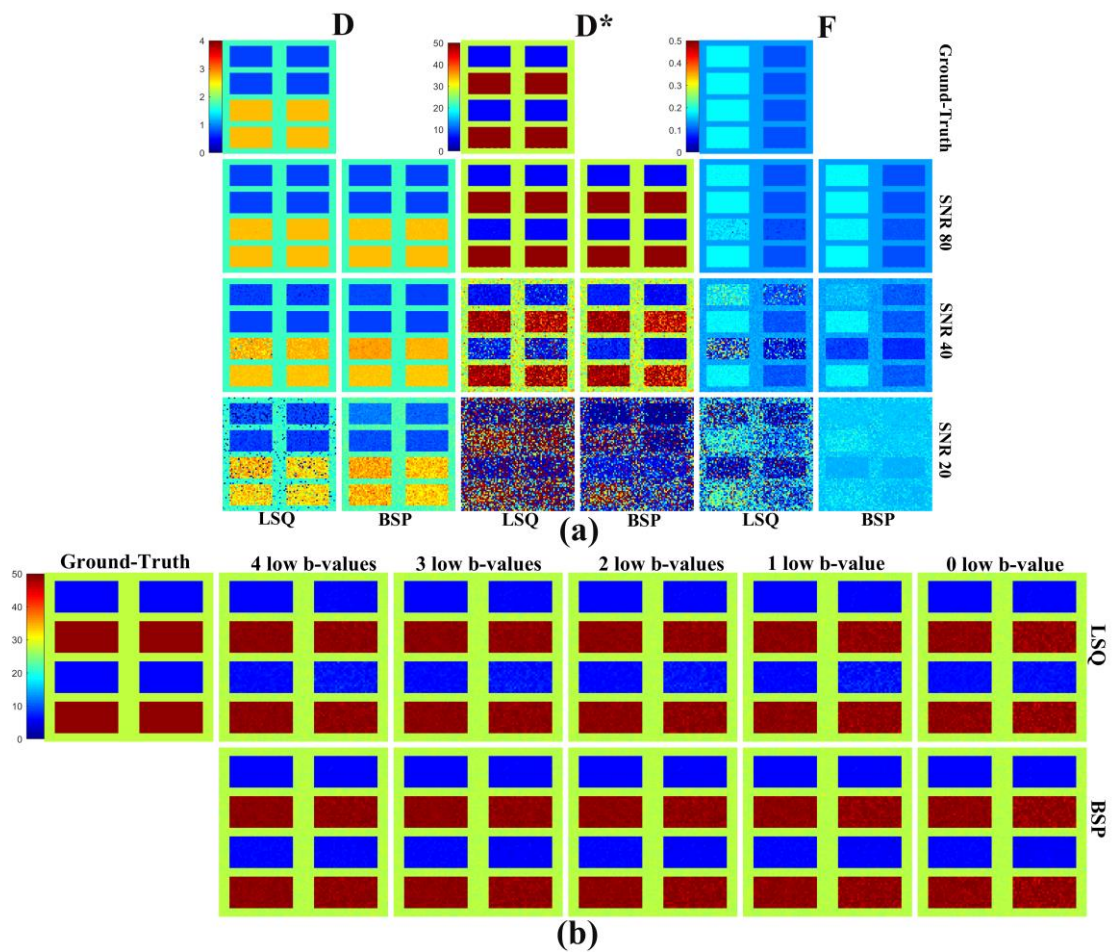 D D* F
4
3
2
1
0
50
40
30
20
10
0
0.5
0.4
0.3
0.2
0.1
0
Ground-Truth
SNR 80
SNR 40
SNR 20
LSQ BSP LSQ BSP LSQ BSP
(a)
Ground-Truth 4 low b-values 3 low b-values 2 low b-values 1 low b-value 0 low b-value
50
40
30
20
10
0
LSQ
BSP
(b)